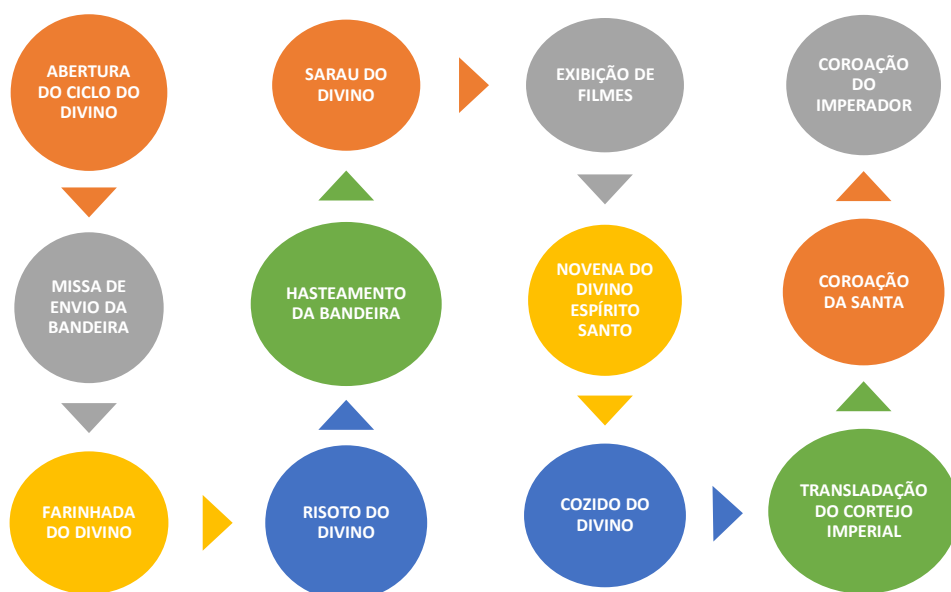 ABERTURA
DO CICLO DO
DIVINO
MISSA DE
ENVIO DA
BANDEIRA
FARINHADA
DO DIVINO
RISOTO DO
DIVINO
HASTEAMENTO
DA BANDEIRA
SARAU DO
DIVINO
EXIBIÇÃO DE
FILMES
NOVENA DO
DIVINO
ESPÍRITO
SANTO
COZIDO DO
DIVINO
TRANSLADAÇÃO
DO CORTEJO
IMPERIAL
COROAÇÃO
DA SANTA
COROAÇÃO
DO
IMPERADOR